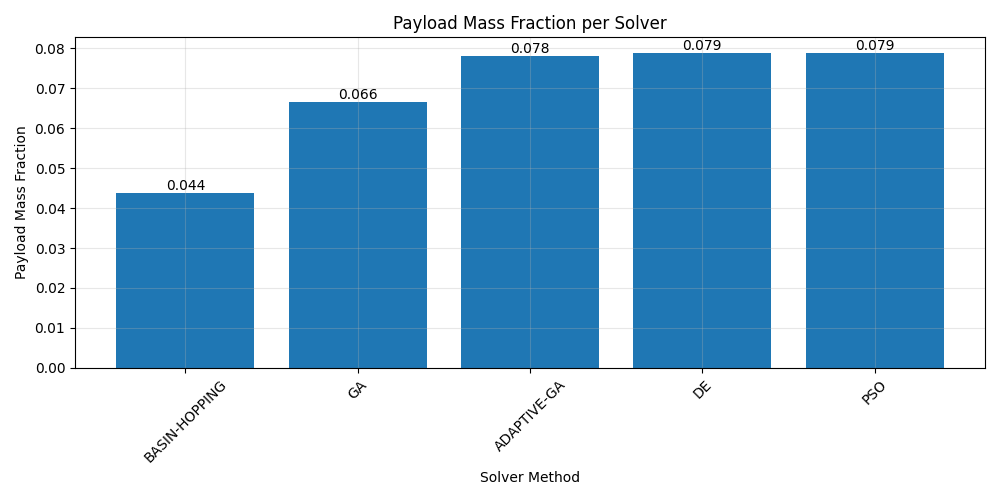 Payload Mass Fraction per Solver
Payload Mass Fraction
0.08
0.07
0.06
0.05
0.04
0.03
0.02
0.01
0.00
0.044
0.066
0.078
0.079
0.079
BASIN-HOPPING
GA
ADAPTIVE-GA
DE
PSO
Solver Method